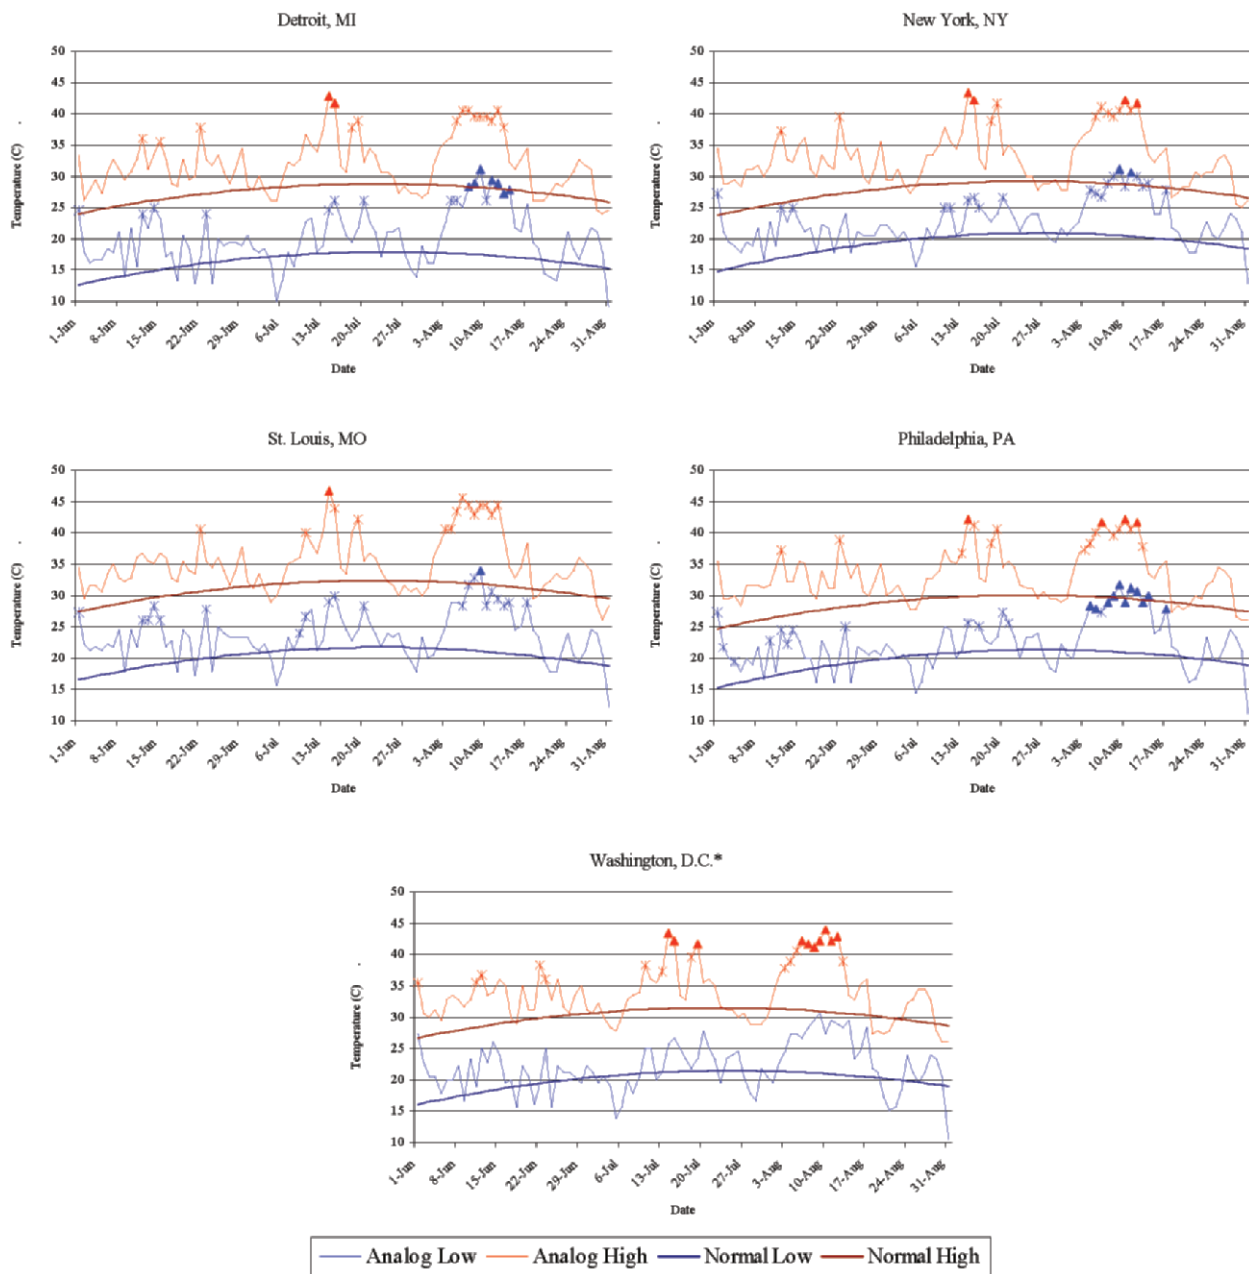 Detroit, MI
50
45
40
35
30
25
20
15
10
Temperature (C)
1-Jun
8-Jun
15-Jun
22-Jun
29-Jun
6-Jul
13-Jul
20-Jul
27-Jul
3-Aug
10-Aug
17-Aug
24-Aug
31-Aug
Date
New York, NY
50
45
40
35
30
25
20
15
10
Temperature (C)
1-Jun
8-Jun
15-Jun
22-Jun
29-Jun
6-Jul
13-Jul
20-Jul
27-Jul
3-Aug
10-Aug
17-Aug
24-Aug
31-Aug
Date
St. Louis, MO
50
45
40
35
30
25
20
15
10
Temperature (C)
1-Jun
8-Jun
15-Jun
22-Jun
29-Jun
6-Jul
13-Jul
20-Jul
27-Jul
3-Aug
10-Aug
17-Aug
24-Aug
31-Aug
Date
Philadelphia, PA
50
45
40
35
30
25
20
15
10
Temperature (C)
1-Jun
8-Jun
15-Jun
22-Jun
29-Jun
6-Jul
13-Jul
20-Jul
27-Jul
3-Aug
10-Aug
17-Aug
24-Aug
31-Aug
Date
Washington, D.C.*
50
45
40
35
30
25
20
15
10
Temperature (C)
1-Jun
8-Jun
15-Jun
22-Jun
29-Jun
6-Jul
13-Jul
20-Jul
27-Jul
3-Aug
10-Aug
17-Aug
24-Aug
31-Aug
Date
Analog Low Analog High Normal Low Normal High